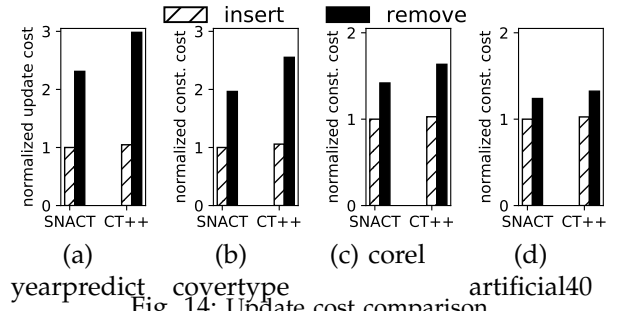 insert remove
normalized update cost
3
2
1
0
SNACT CT++
normalized const. cost
3
2
1
0
SNACT CT++
normalized const. cost
2
1
0
SNACT CT++
normalized const. cost
2
1
0
SNACT CT++
(a) (b) (c) corel (d)
yearpredict covertype artificial40
Fig. 14: Update cost comparison